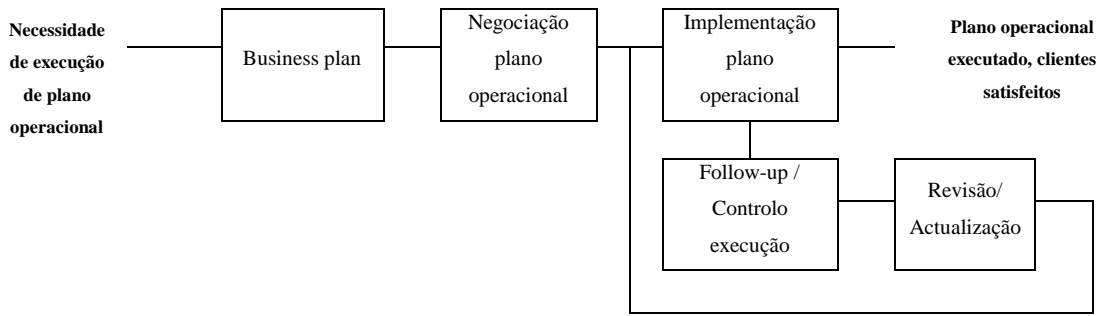 Necessidade
de execução
de plano
operacional
Business plan
Negociação
plano
operacional
Implementação
plano
operacional
Plano operacional
executado, clientes
satisfeitos
Follow-up /
Controlo
execução
Revisão/
Actualização